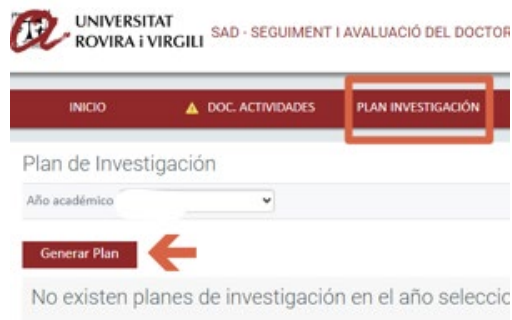 UNIVERSITAT
ROVIRA i VIRGILI
SAD - SEGUIMENT I AVALUACIÓ DEL DOCTOR
INICIO
DOC. ACTIVIDADES
PLAN INVESTIGACIÓN
Plan de Investigación
Año académico
Generar Plan
No existen planes de investigación en el año seleccio